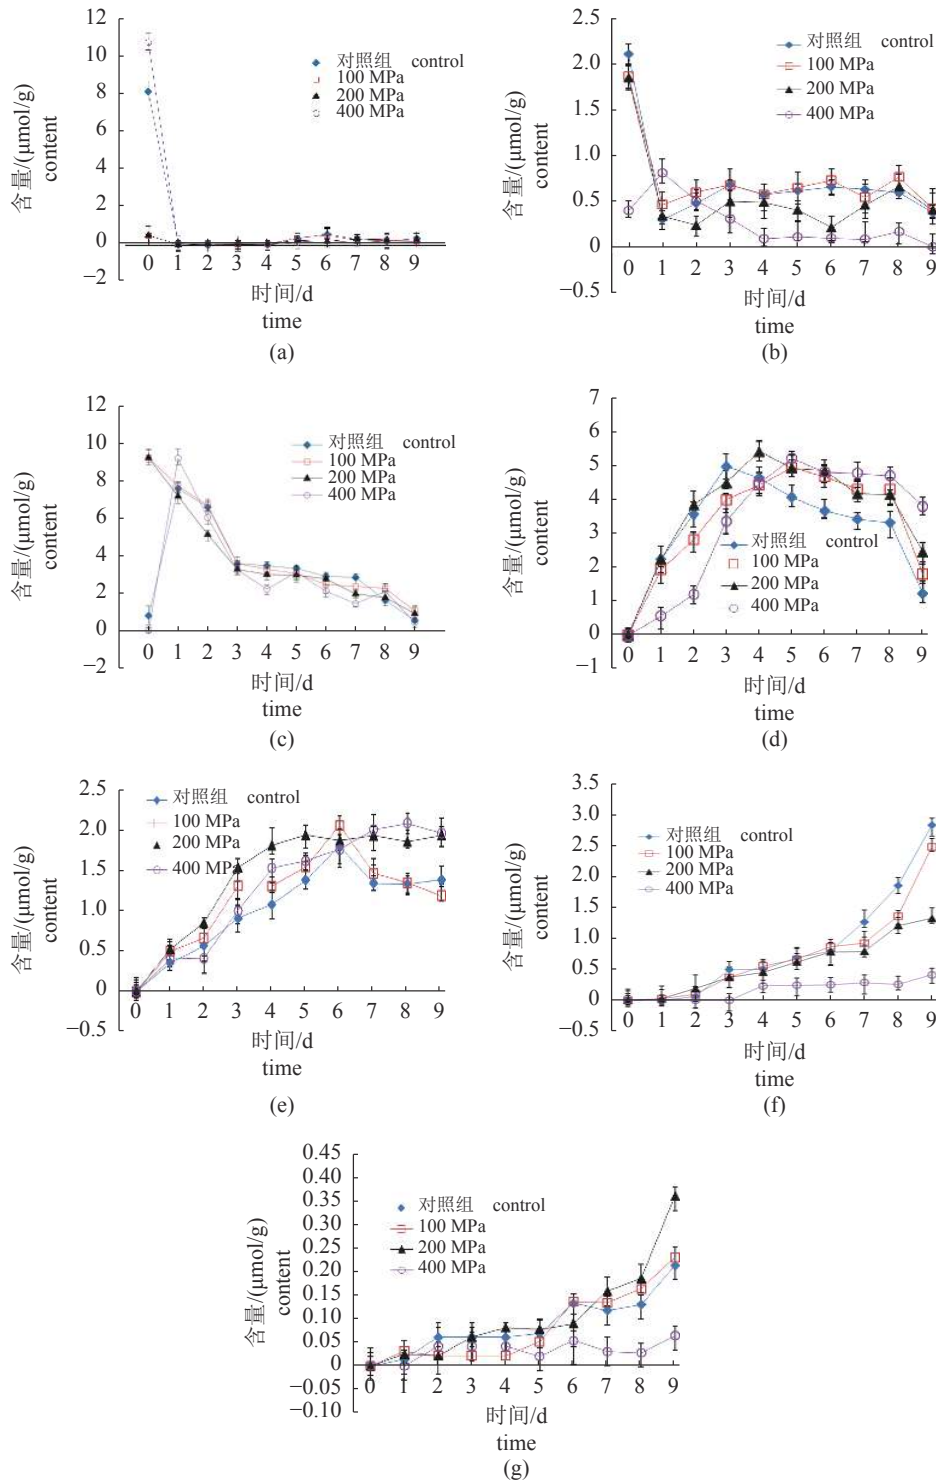 12
10
8
6
4
2
0
−2
含量/(μmol/g)
content
对照组 control
100 MPa
200 MPa
400 MPa
0 1 2 3 4 5 6 7 8 9
时间/d
time
(a)
2.5
2.0
1.5
1.0
0.5
0
−0.5
含量/(μmol/g)
content
对照组 control
100 MPa
200 MPa
400 MPa
0 1 2 3 4 5 6 7 8 9
时间/d
time
(b)
12
10
8
6
4
2
0
−2
含量/(μmol/g)
content
对照组 control
100 MPa
200 MPa
400 MPa
0 1 2 3 4 5 6 7 8 9
时间/d
time
(c)
7
6
5
4
3
2
1
0
−1
含量/(μmol/g)
content
对照组 control
100 MPa
200 MPa
400 MPa
0 1 2 3 4 5 6 7 8 9
时间/d
time
(d)
2.5
2.0
1.5
1.0
0.5
0
−0.5
含量/(μmol/g)
content
对照组 control
100 MPa
200 MPa
400 MPa
0 1 2 3 4 5 6 7 8 9
时间/d
time
(e)
3.5
3.0
2.5
2.0
1.5
1.0
0.5
0
−0.5
含量/(μmol/g)
content
对照组 control
100 MPa
200 MPa
400 MPa
0 1 2 3 4 5 6 7 8 9
时间/d
time
(f)
0.45
0.40
0.35
0.30
0.25
0.20
0.15
0.10
0.05
0
−0.05
−0.10
含量/(μmol/g)
content
对照组 control
100 MPa
200 MPa
400 MPa
0 1 2 3 4 5 6 7 8 9
时间/d
time
(g)